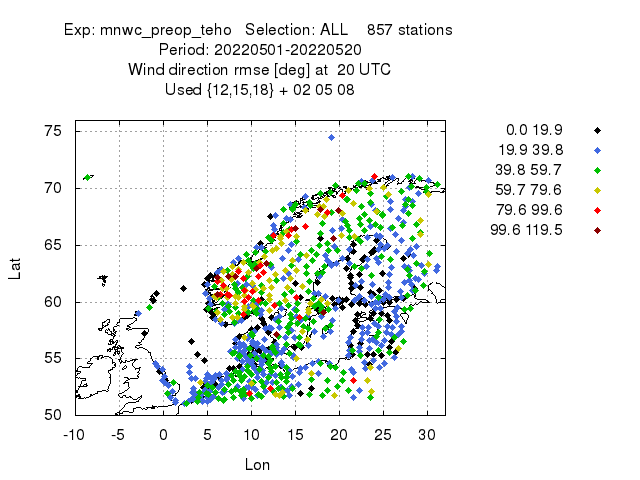 Exp: mnwc_preop_teho   Selection: ALL    857 stations
Period: 20220501-20220520
Wind direction rmse [deg] at  20 UTC
Used {12,15,18} + 02 05 08
0.0 19.9
19.9 39.8
39.8 59.7
59.7 79.6
79.6 99.6
99.6 119.5
75
70
65
60
55
50
Lat
-10 -5 0 5 10 15 20 25 30
Lon